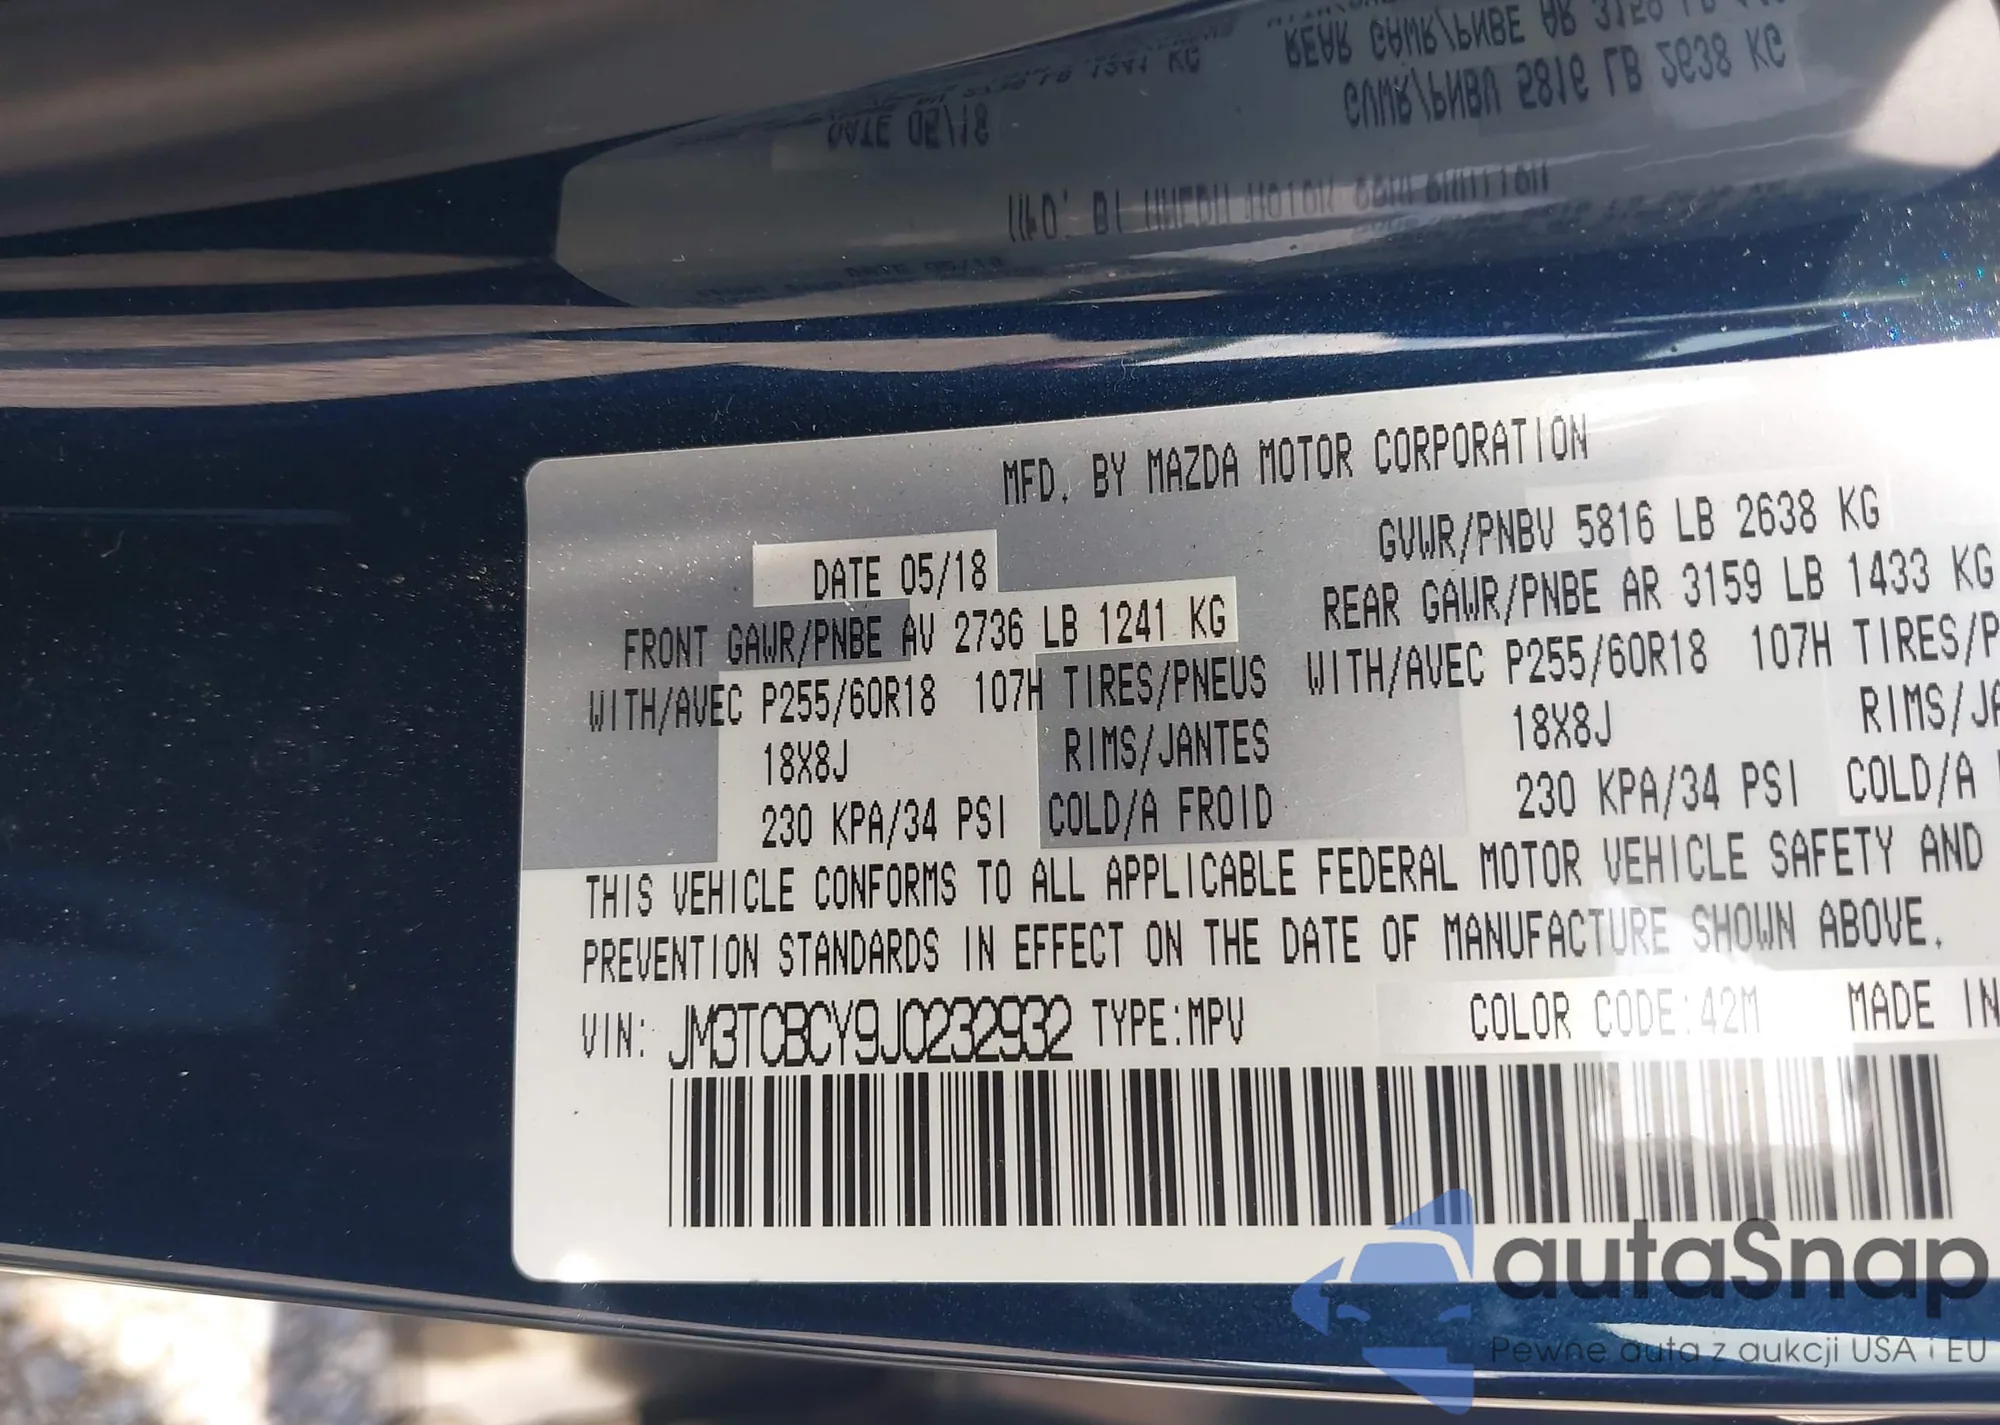 MFD. BY MAZDA MOTOR CORPORATION
DATE 05/18 GVWR/PNBV 5816 LB 2638 KG
FRONT GAWR/PNBE AV 2736 LB 1241 KG REAR GAWR/PNBE AR 3159 LB 1433 KG
WITH/AVEC P255/60R18 107H TIRES/PNEUS WITH/AVEC P255/60R18 107H TIRES/P
18X8J RIMS/JANTES 18X8J RIMS/JA
230 KPA/34 PSI COLD/A FROID 230 KPA/34 PSI COLD/A
THIS VEHICLE CONFORMS TO ALL APPLICABLE FEDERAL MOTOR VEHICLE SAFETY AND
PREVENTION STANDARDS IN EFFECT ON THE DATE OF MANUFACTURE SHOWN ABOVE.
VIN: JM3TCBCY9J0232932 TYPE:MPV COLOR CODE:42M MADE IN
autaSnap
Pewne auta z aukcji USA i EU